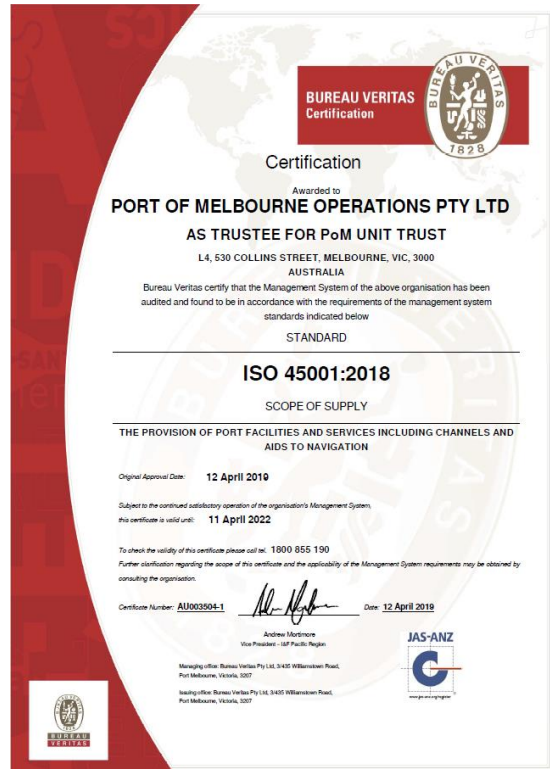 BUREAU VERITAS
Certification
BUREAU VERITAS
1828
Certification
Awarded to
PORT OF MELBOURNE OPERATIONS PTY LTD
AS TRUSTEE FOR PoM UNIT TRUST
L4, 530 COLLINS STREET, MELBOURNE, VIC, 3000
AUSTRALIA
Bureau Veritas certify that the Management System of the above organisation has been
audited and found to be in accordance with the requirements of the management system
standards indicated below
STANDARD
ISO 45001:2018
SCOPE OF SUPPLY
THE PROVISION OF PORT FACILITIES AND SERVICES INCLUDING CHANNELS AND
AIDS TO NAVIGATION
Original Approval Date: 12 April 2019
Subject to the continued satisfactory operation of the organisation's Management System,
this certificate is valid until: 11 April 2022
To check the validity of this certificate please call tel. 1800 855 190
Further clarification regarding the scope of this certificate and the applicability of the Management System requirements may be obtained by
consulting the organisation.
Certificate Number: AU003504-1 Date: 12 April 2019
Andrew Mortimore
Vice President – I&F Pacific Region
Managing office: Bureau Veritas Pty Ltd, 3/435 Williamstown Road,
Port Melbourne, Victoria, 3207
Issuing office: Bureau Veritas Pty Ltd, 3/435 Williamstown Road,
Port Melbourne, Victoria, 3207
JAS-ANZ
www.jas-anz.org/register
BUREAU
VERITAS